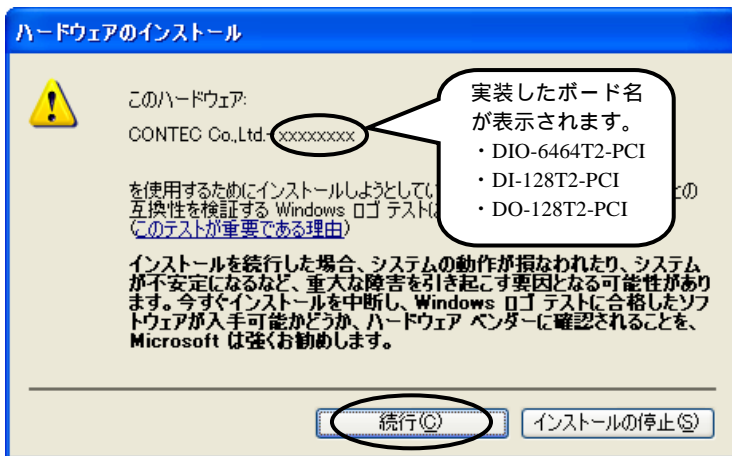 ハードウェアのインストール
このハードウェア:
CONTEC Co.,Ltd.- xxxxxxxx
実装したボード名
が表示されます。
・DIO-6464T2-PCI
・DI-128T2-PCI
・DO-128T2-PCI
を使用するためにインストールしようとしてい
との
互換性を検証する Windows ロゴ テストに
(このテストが重要である理由)
インストールを続行した場合、システムの動作が損なわれたり、システム
が不安定になるなど、重大な障害を引き起こす要因となる可能性があり
ます。今すぐインストールを中断し、Windows ロゴ テストに合格したソフ
トウェアが入手可能かどうか、ハードウェア ベンダーに確認されることを、
Microsoft は強くお勧めします。
続行(C)
インストールの停止(S)